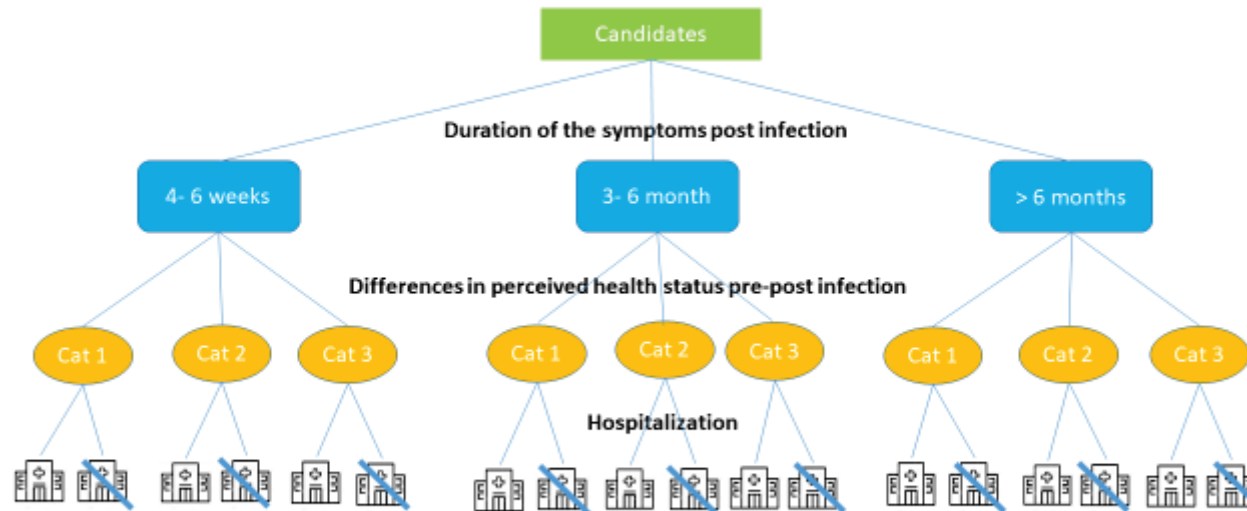 Candidates
Duration of the symptoms post infection
4- 6 weeks
3- 6 month
> 6 months
Differences in perceived health status pre-post infection
Cat 1
Cat 2
Cat 3
Cat 1
Cat 2
Cat 3
Cat 1
Cat 2
Cat 3
Hospitalization